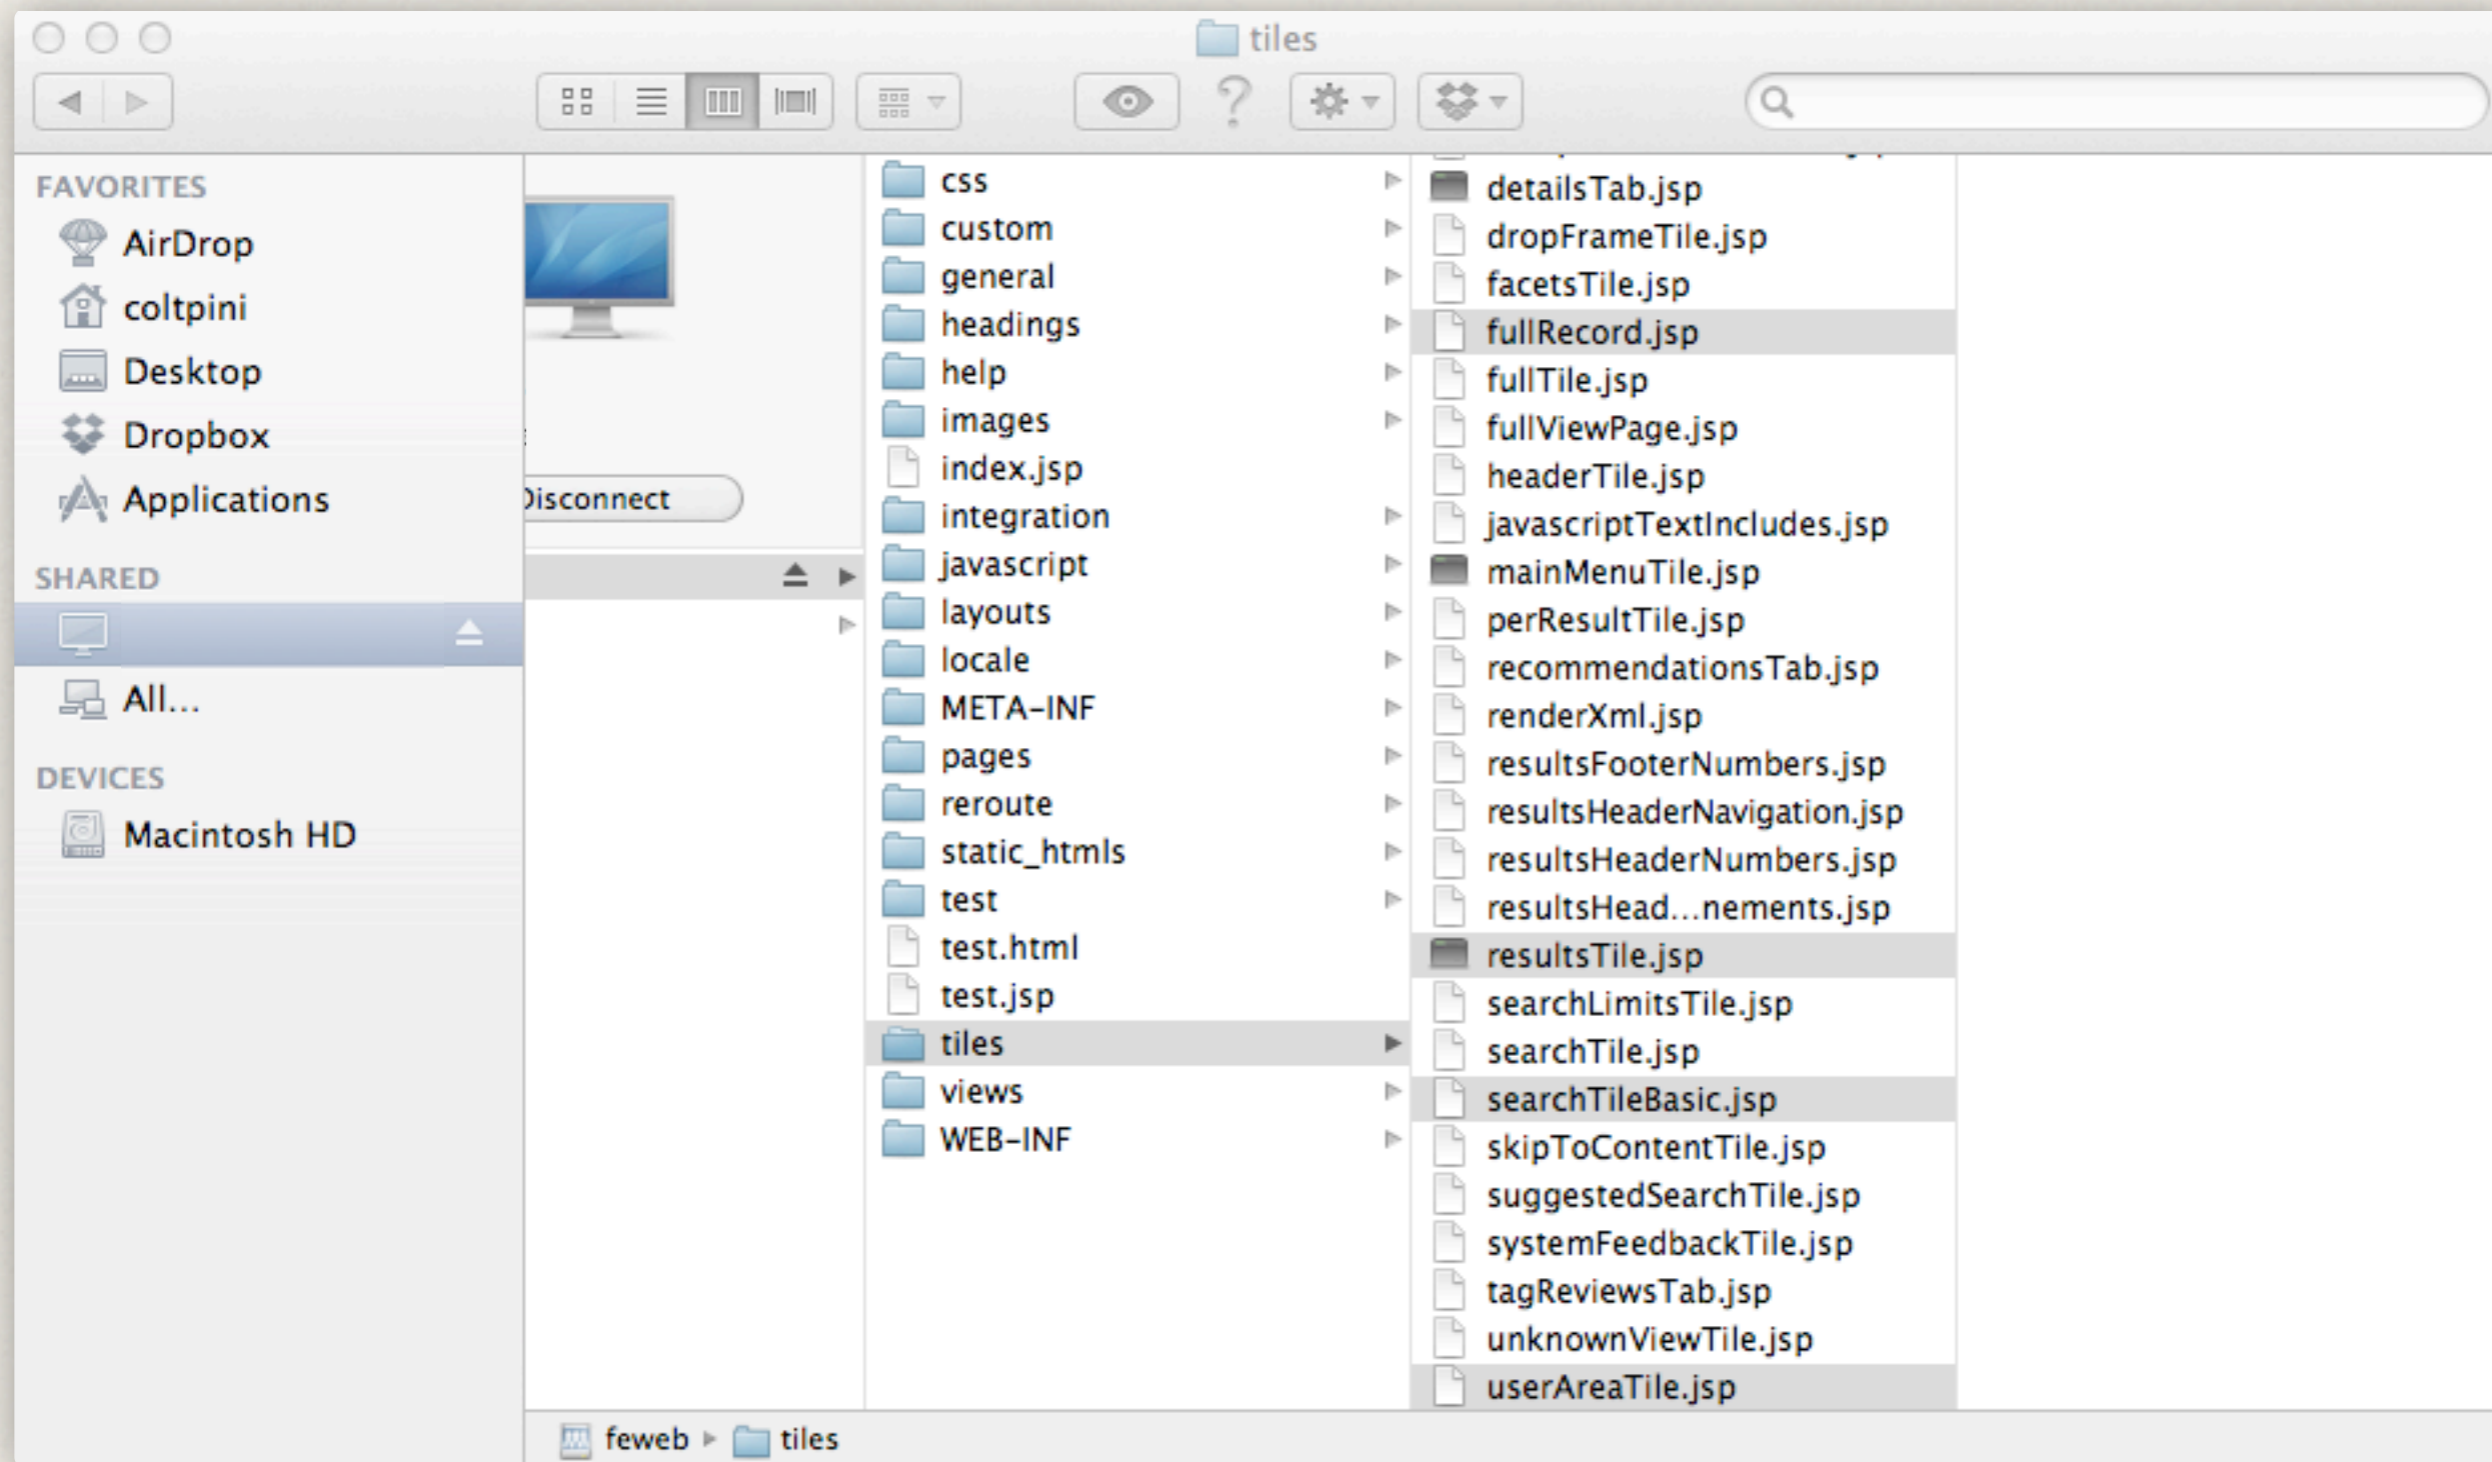 tiles
FAVORITES
AirDrop
coltpini
Desktop
Dropbox
Applications
SHARED
All...
DEVICES
Macintosh HD
Disconnect
css
custom
general
headings
help
images
index.jsp
integration
javascript
layouts
locale
META-INF
pages
reroute
static_htmls
test
test.html
test.jsp
tiles
views
WEB-INF
detailsTab.jsp
dropFrameTile.jsp
facetsTile.jsp
fullRecord.jsp
fullTile.jsp
fullViewPage.jsp
headerTile.jsp
javascriptTextIncludes.jsp
mainMenuTile.jsp
perResultTile.jsp
recommendationsTab.jsp
renderXml.jsp
resultsFooterNumbers.jsp
resultsHeaderNavigation.jsp
resultsHeaderNumbers.jsp
resultsHead...nements.jsp
resultsTile.jsp
searchLimitsTile.jsp
searchTile.jsp
searchTileBasic.jsp
skipToContentTile.jsp
suggestedSearchTile.jsp
systemFeedbackTile.jsp
tagReviewsTab.jsp
unknownViewTile.jsp
userAreaTile.jsp
feweb ▸ tiles